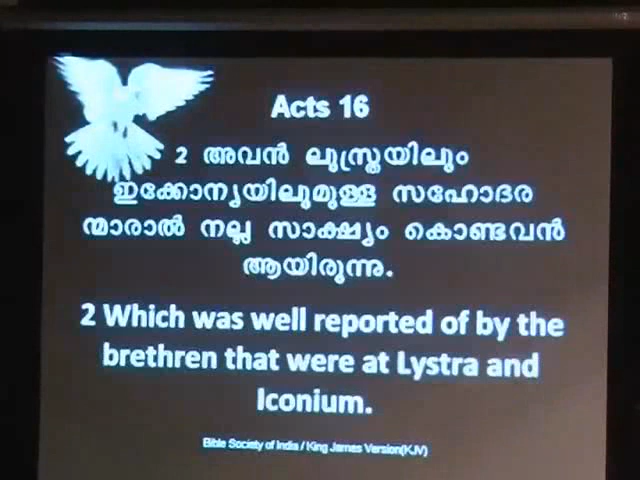 Acts 16
2 അവൻ ലുസ്ത്രയിലും
ഇക്കോന്യയിലുമുള്ള സഹോദര
ന്മാരാൽ നല്ല സാക്ഷ്യം കൊണ്ടവൻ
ആയിരുന്നു.
2 Which was well reported of by the
brethren that were at Lystra and
Iconium.
Bible Society of India / King James Version(KJV)